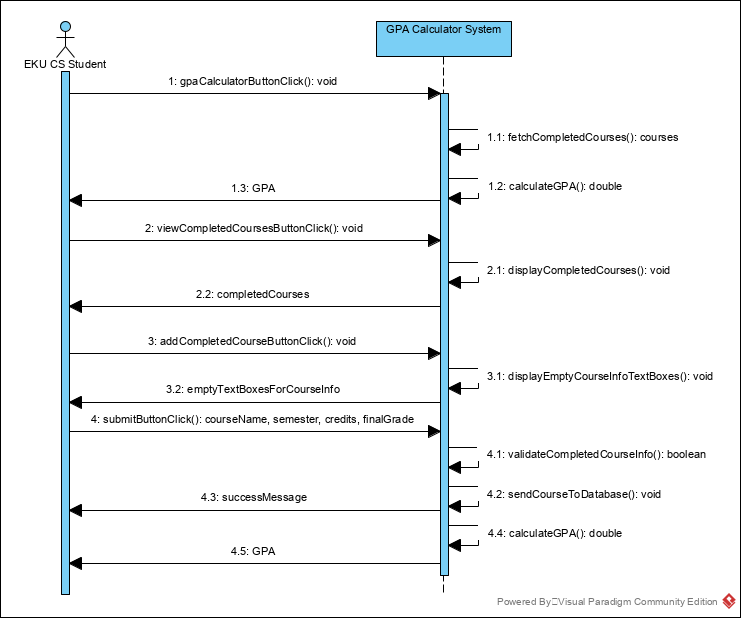 GPA Calculator System
EKU CS Student
1: gpaCalculatorButtonClick(): void
1.1: fetchCompletedCourses(): courses
1.2: calculateGPA(): double
1.3: GPA
2: viewCompletedCoursesButtonClick(): void
2.1: displayCompletedCourses(): void
2.2: completedCourses
3: addCompletedCourseButtonClick(): void
3.1: displayEmptyCourseInfoTextBoxes(): void
3.2: emptyTextBoxesForCourseInfo
4: submitButtonClick(): courseName, semester, credits, finalGrade
4.1: validateCompletedCourseInfo(): boolean
4.2: sendCourseToDatabase(): void
4.3: successMessage
4.4: calculateGPA(): double
4.5: GPA
Powered By Visual Paradigm Community Edition